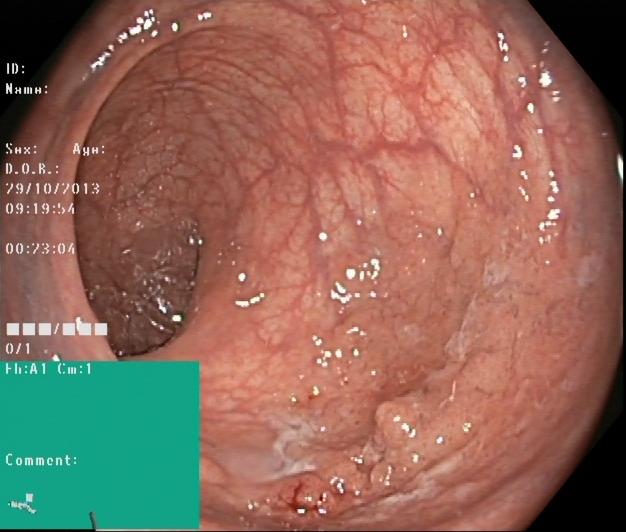 ID:
Name:
Sex: Age:
D.O.B.:
29/10/2013
09:19:54
00:23:04
■■■/■■■
0/1
Eh:A1 Cm:1
Comment: